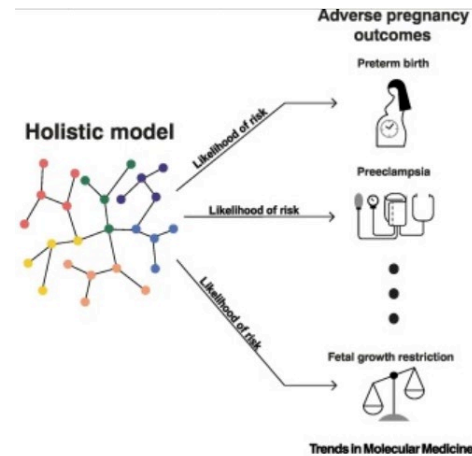 Adverse pregnancy
outcomes
Preterm birth
Holistic model
Likelihood of risk
Preeclampsia
Likelihood of risk
Likelihood of risk
Fetal growth restriction
Trends in Molecular Medicine